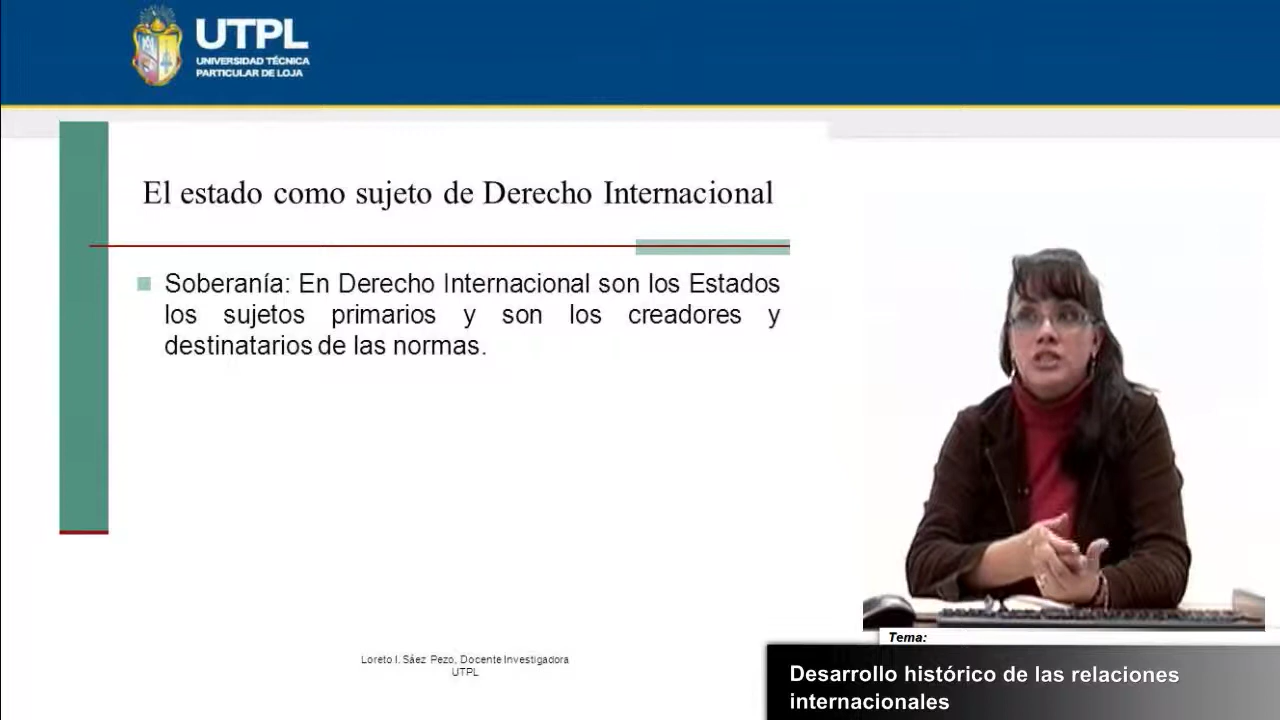 UTPL
UNIVERSIDAD TÉCNICA
PARTICULAR DE LOJA
El estado como sujeto de Derecho Internacional
Soberanía: En Derecho Internacional son los Estados
los sujetos primarios y son los creadores y
destinatarios de las normas.
Loreto I. Sáez Pezo, Docente Investigadora
UTPL
Tema:
Desarrollo histórico de las relaciones
internacionales